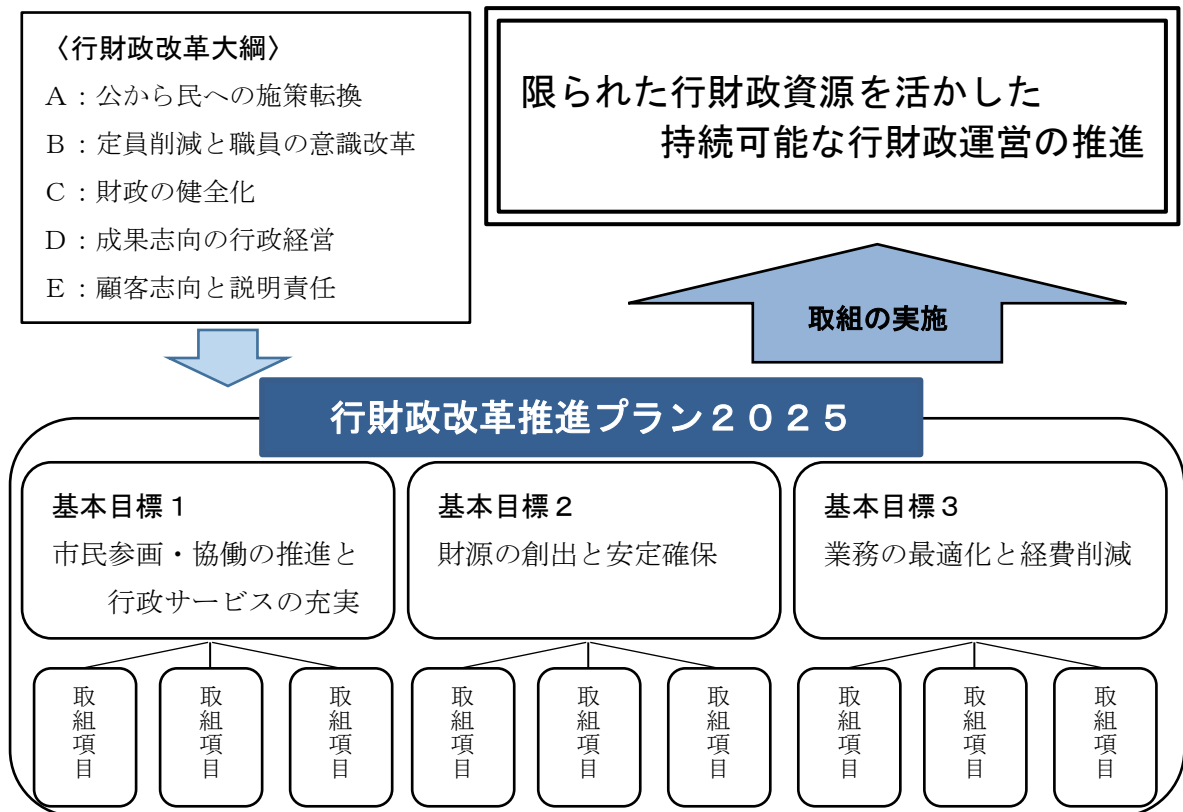 〈行財政改革大綱〉
A：公から民への施策転換
B：定員削減と職員の意識改革
C：財政の健全化
D：成果志向の行政経営
E：顧客志向と説明責任
限られた行財政資源を活かした
持続可能な行財政運営の推進
取組の実施
行財政改革推進プラン２０２５
基本目標１
市民参画・協働の推進と
行政サービスの充実
基本目標２
財源の創出と安定確保
基本目標３
業務の最適化と経費削減
取組項目
取組項目
取組項目
取組項目
取組項目
取組項目
取組項目
取組項目
取組項目